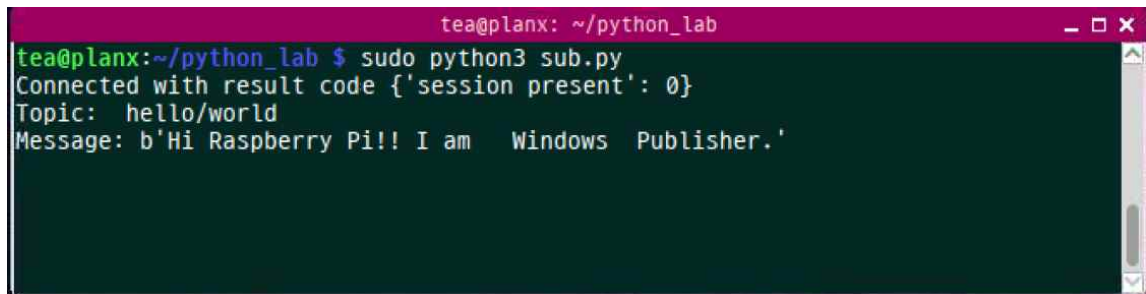 tea@planx: ~/python_lab
tea@planx:~/python_lab $ sudo python3 sub.py
Connected with result code {'session present': 0}
Topic:  hello/world
Message: b'Hi Raspberry Pi!! I am   Windows  Publisher.'